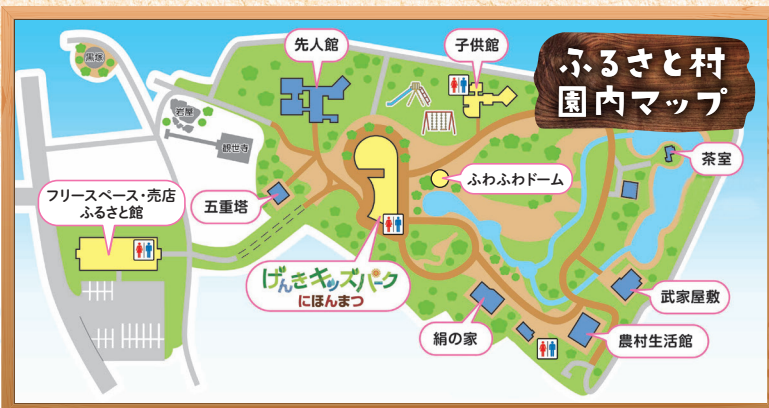 ふるさと村
園内マップ
先人館
子供館
黒塚
岩屋
観世寺
茶室
フリースペース・売店
ふるさと館
五重塔
ふわふわドーム
げんきキッズパーク
にほんまつ
武家屋敷
絹の家
農村生活館